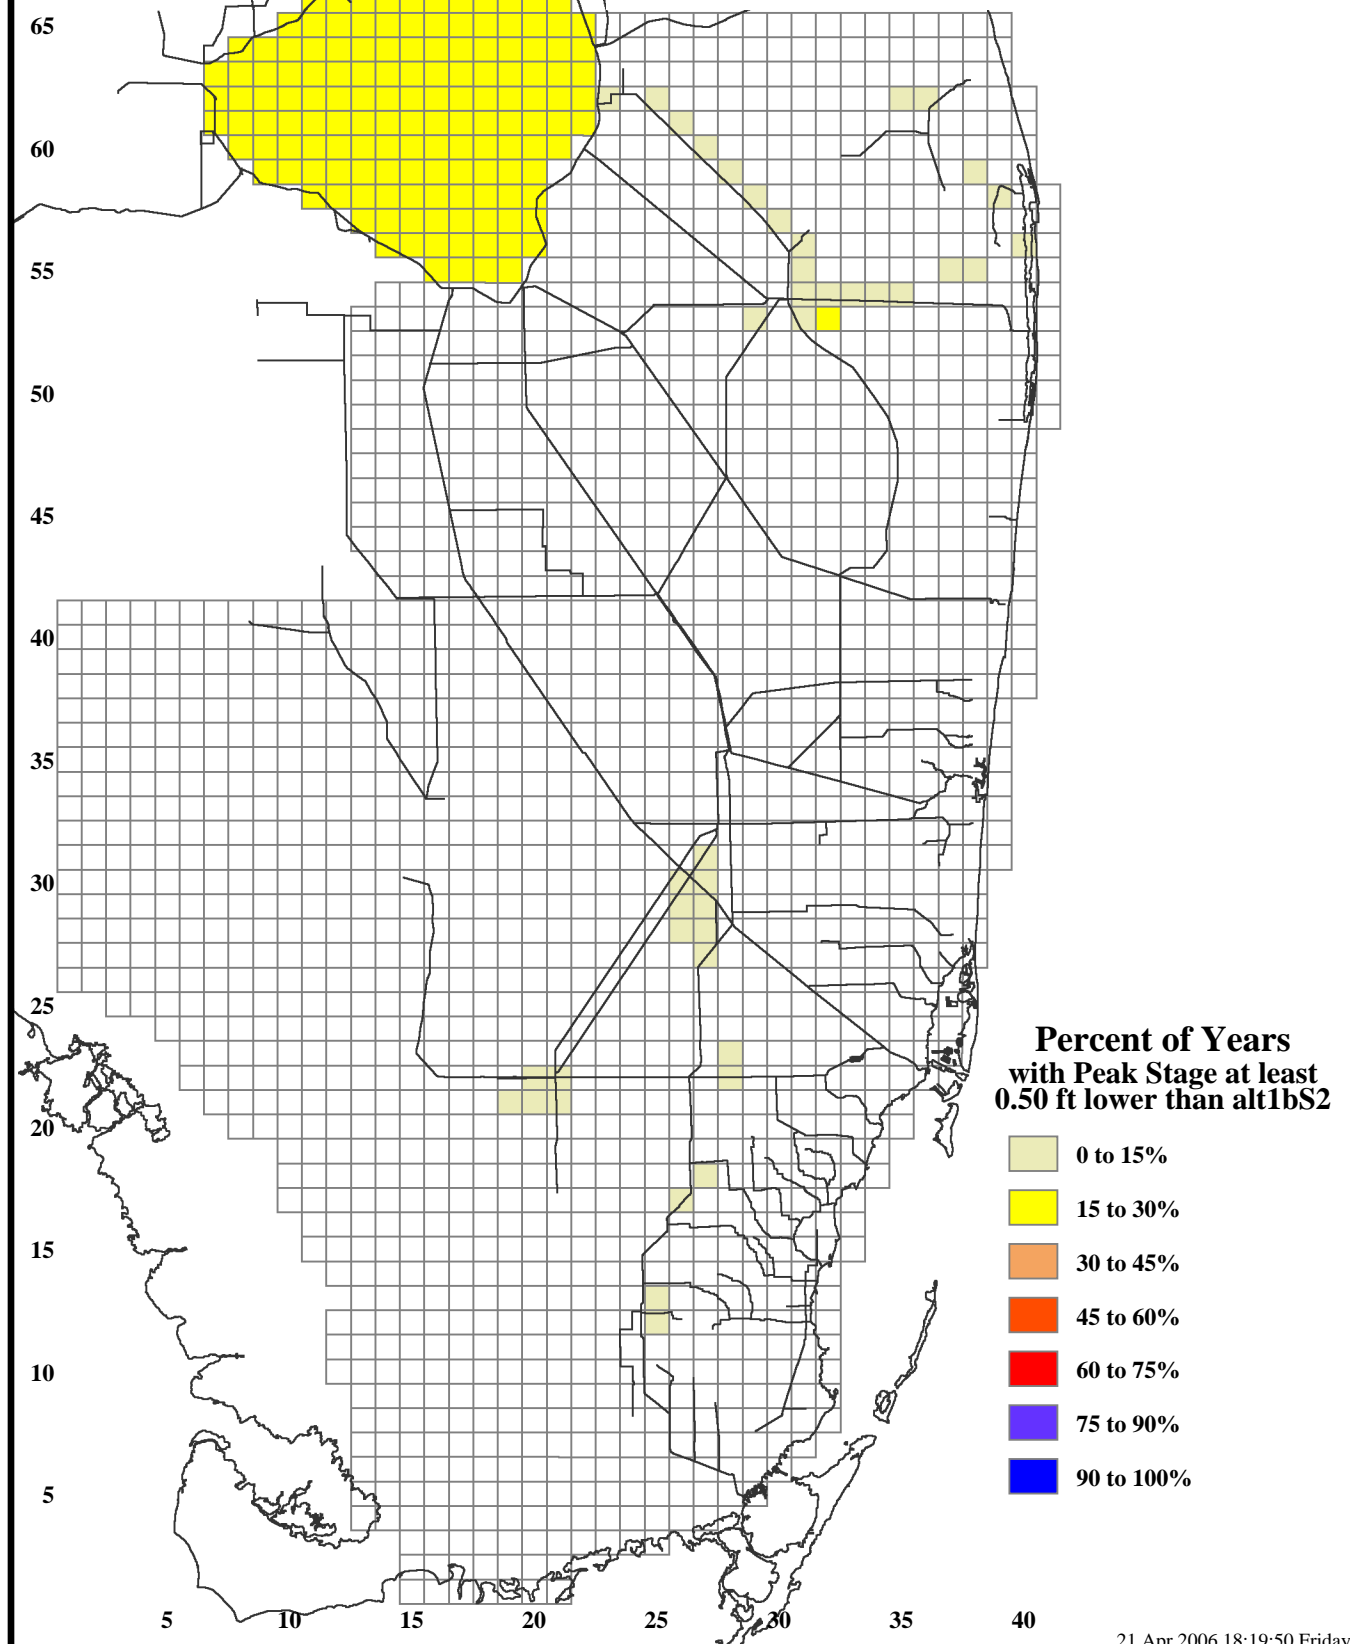 65
60
55
50
45
40
35
30
25
20
15
10
5
Percent of Years
with Peak Stage at least
0.50 ft lower than alt1bS2
0 to 15%
15 to 30%
30 to 45%
45 to 60%
60 to 75%
75 to 90%
90 to 100%
5 10 15 20 25 30 35 40
21 Apr 2006 18:19:50 Friday